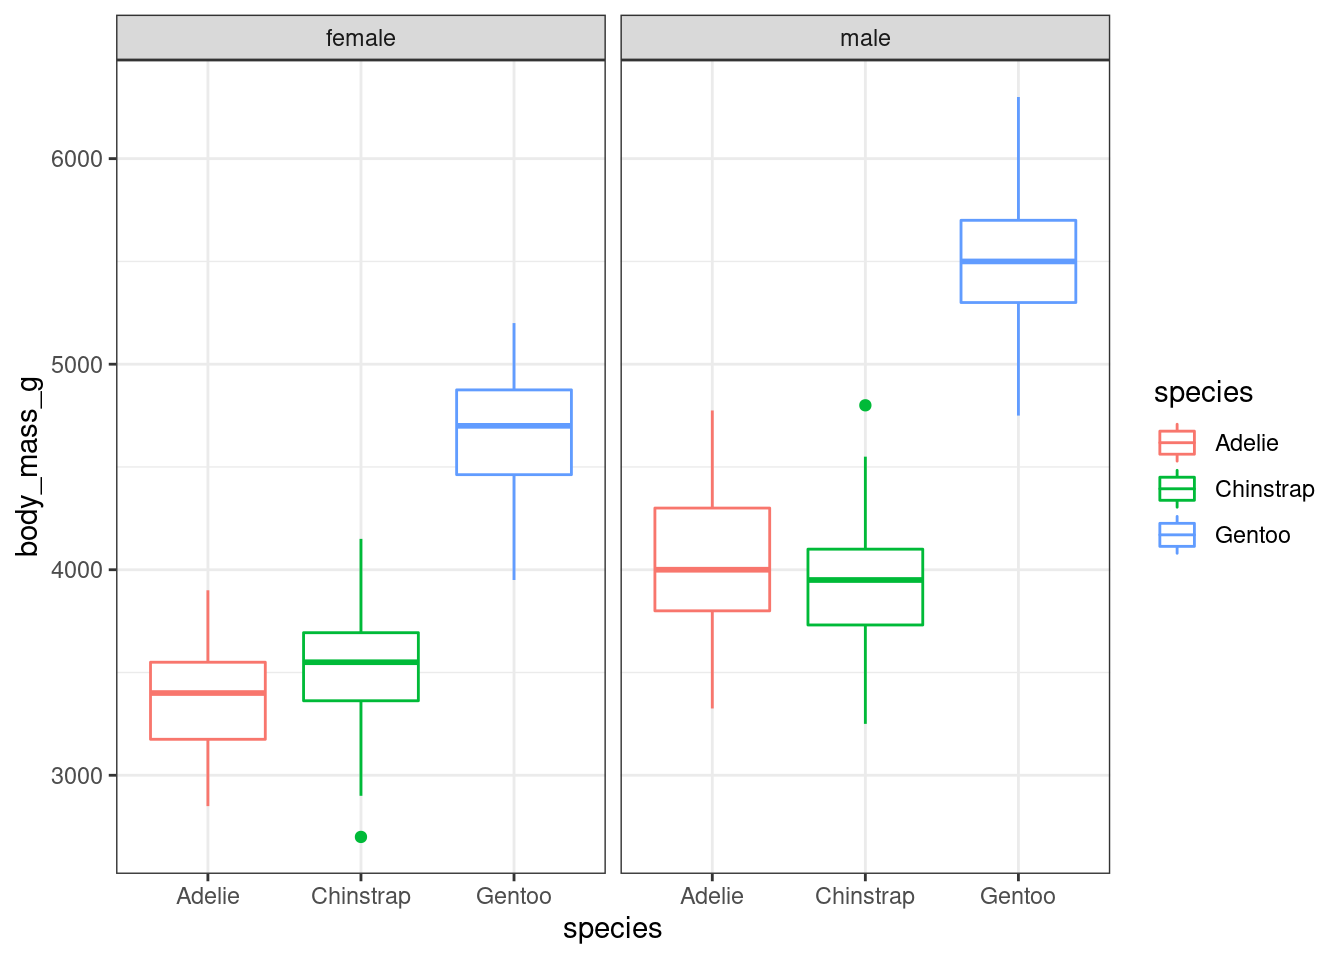 female
male
6000
5000
4000
3000
body_mass_g
Adelie
Chinstrap
Gentoo
Adelie
Chinstrap
Gentoo
species
species
Adelie
Chinstrap
Gentoo